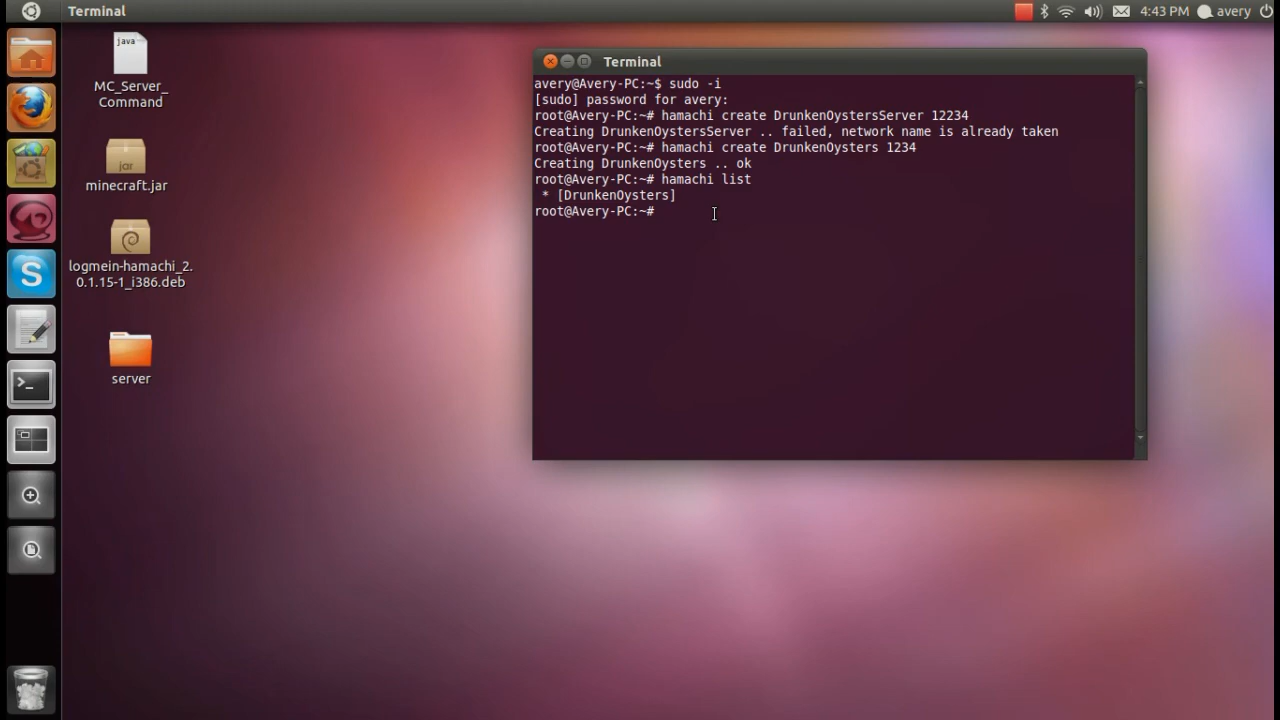 Terminal
4:43 PM
avery
java
MC_Server_
Command
jar
minecraft.jar
logmein-hamachi_2.
0.1.15-1_i386.deb
server
Terminal
avery@Avery-PC:~$ sudo -i
[sudo] password for avery:
root@Avery-PC:~# hamachi create DrunkenOystersServer 12234
Creating DrunkenOystersServer .. failed, network name is already taken
root@Avery-PC:~# hamachi create DrunkenOysters 1234
Creating DrunkenOysters .. ok
root@Avery-PC:~# hamachi list
 * [DrunkenOysters]
root@Avery-PC:~#